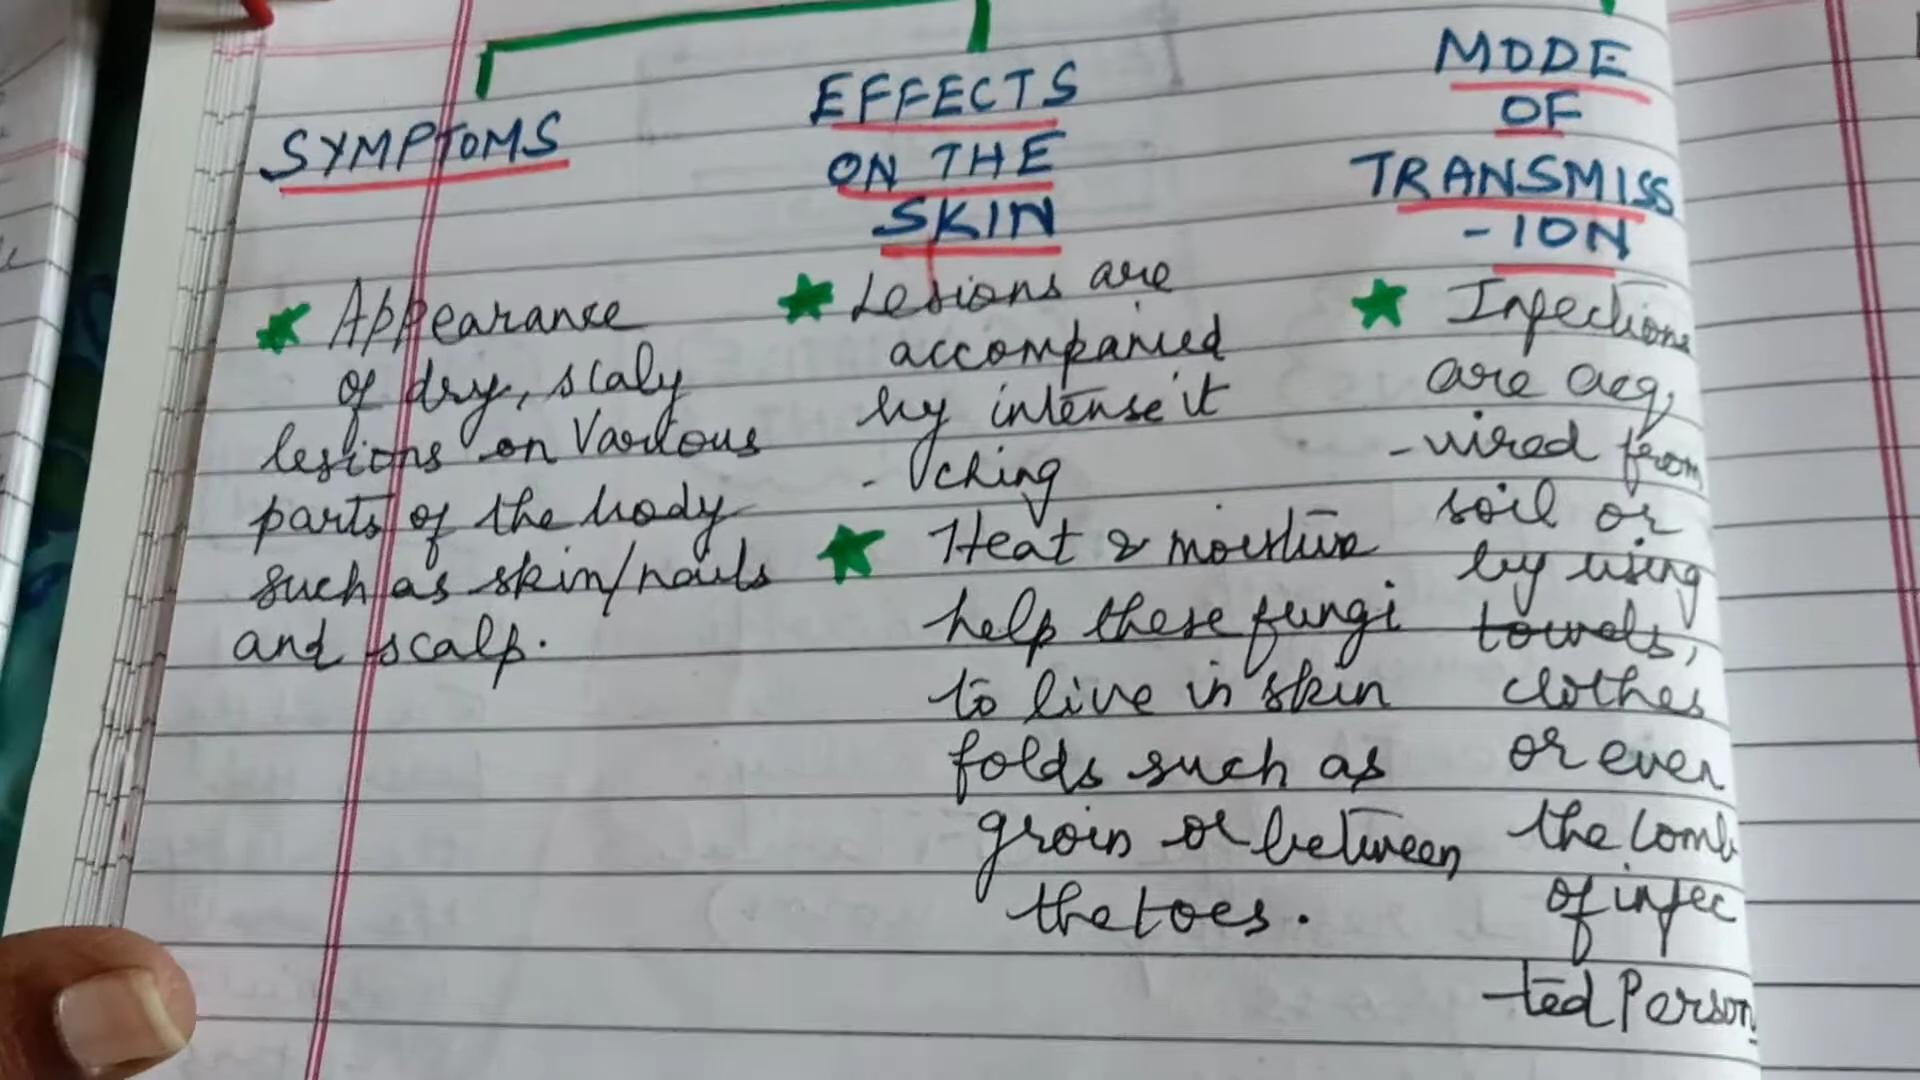 SYMPTOMS
Appearance
of dry, scaly
lesions on Various
parts of the body
such as skin/nails
and scalp.
EFFECTS
ON THE
SKIN
Lesions are
accompanied
by intense it
- ching
Heat & moisture
help these fungi
to live in skin
folds such as
groin or between
the toes.
MODE
OF
TRANSMISS
-ION
Infections
are acq
-uired from
soil or
by using
towels,
clothes
or even
the comb
of infec
-ted Person